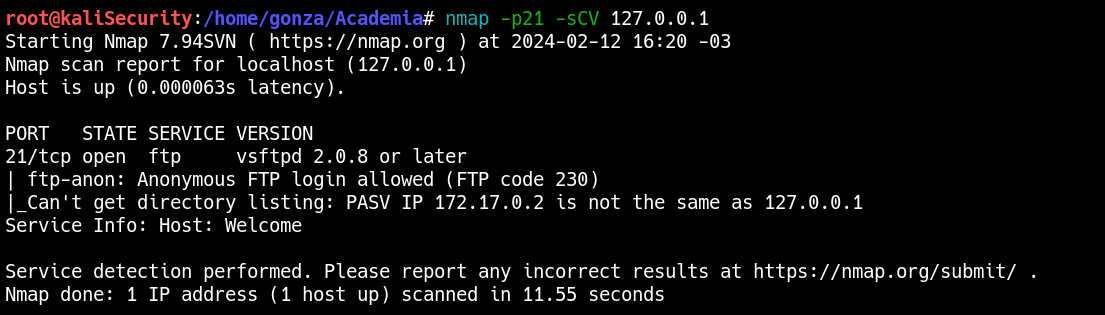 root@kaliSecurity:/home/gonza/Academia# nmap -p21 -sCV 127.0.0.1
Starting Nmap 7.94SVN ( https://nmap.org ) at 2024-02-12 16:20 -03
Nmap scan report for localhost (127.0.0.1)
Host is up (0.000063s latency).

PORT   STATE SERVICE VERSION
21/tcp open  ftp     vsftpd 2.0.8 or later
| ftp-anon: Anonymous FTP login allowed (FTP code 230)
|_Can't get directory listing: PASV IP 172.17.0.2 is not the same as 127.0.0.1
Service Info: Host: Welcome

Service detection performed. Please report any incorrect results at https://nmap.org/submit/ .
Nmap done: 1 IP address (1 host up) scanned in 11.55 seconds